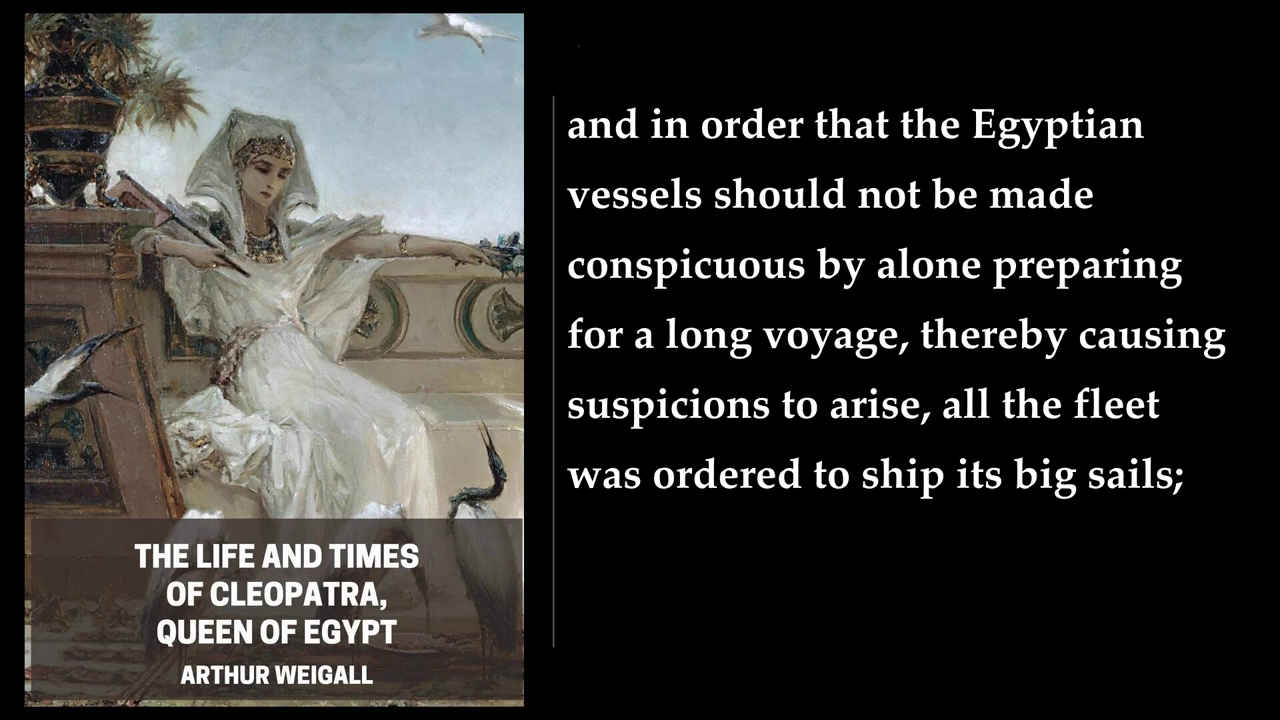 THE LIFE AND TIMES
OF CLEOPATRA,
QUEEN OF EGYPT
ARTHUR WEIGALL
and in order that the Egyptian
vessels should not be made
conspicuous by alone preparing
for a long voyage, thereby causing
suspicions to arise, all the fleet
was ordered to ship its big sails;